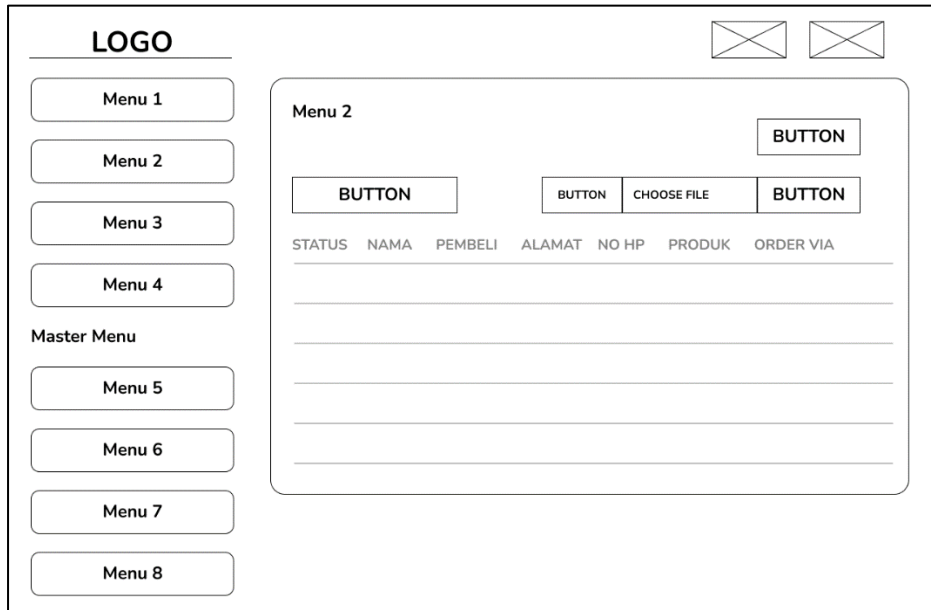 LOGO
Menu 1
Menu 2
Menu 3
Menu 4
Master Menu
Menu 5
Menu 6
Menu 7
Menu 8
Menu 2
BUTTON
BUTTON
BUTTON CHOOSE FILE BUTTON
STATUS NAMA PEMBELI ALAMAT NO HP PRODUK ORDER VIA